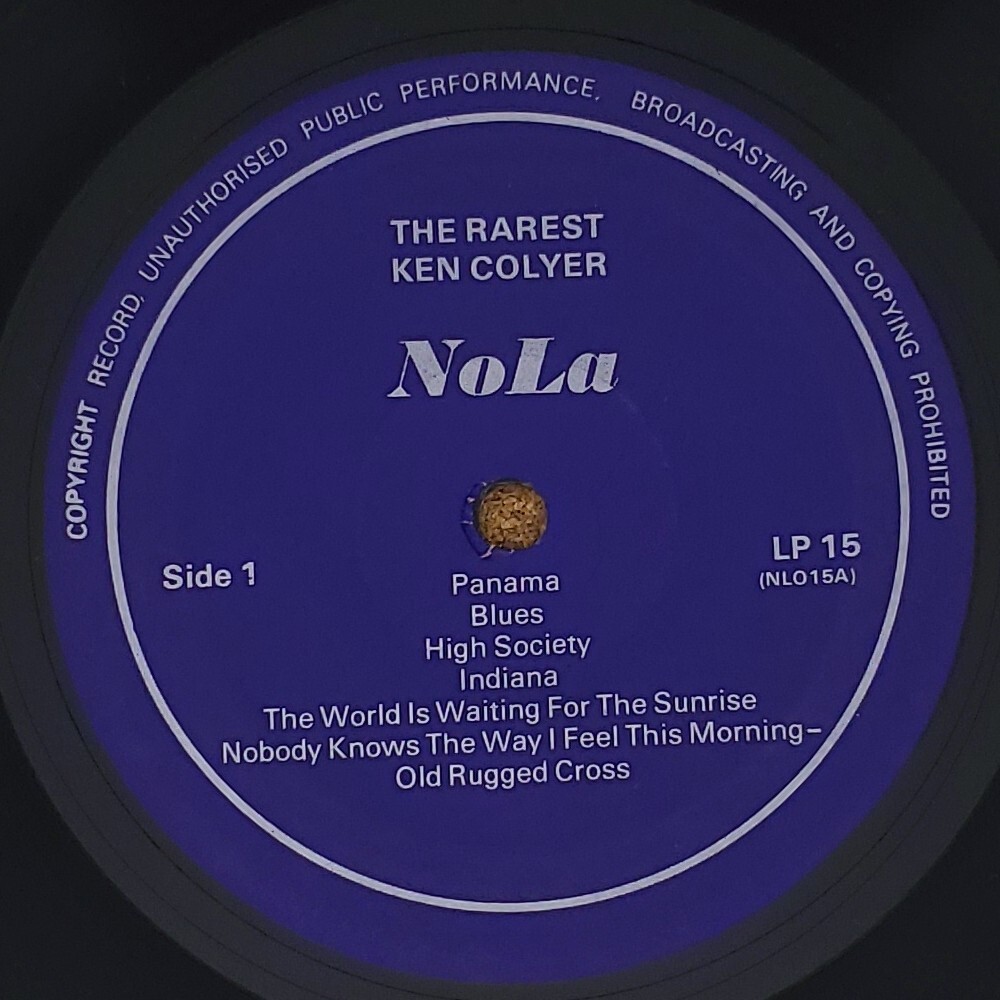 COPYRIGHT RECORD, UNAUTHORISED PUBLIC PERFORMANCE, BROADCASTING AND COPYING PROHIBITED
THE RAREST
KEN COLYER
NoLa
Side 1
LP 15
(NLO15A)
Panama
Blues
High Society
Indiana
The World Is Waiting For The Sunrise
Nobody Knows The Way I Feel This Morning–
Old Rugged Cross